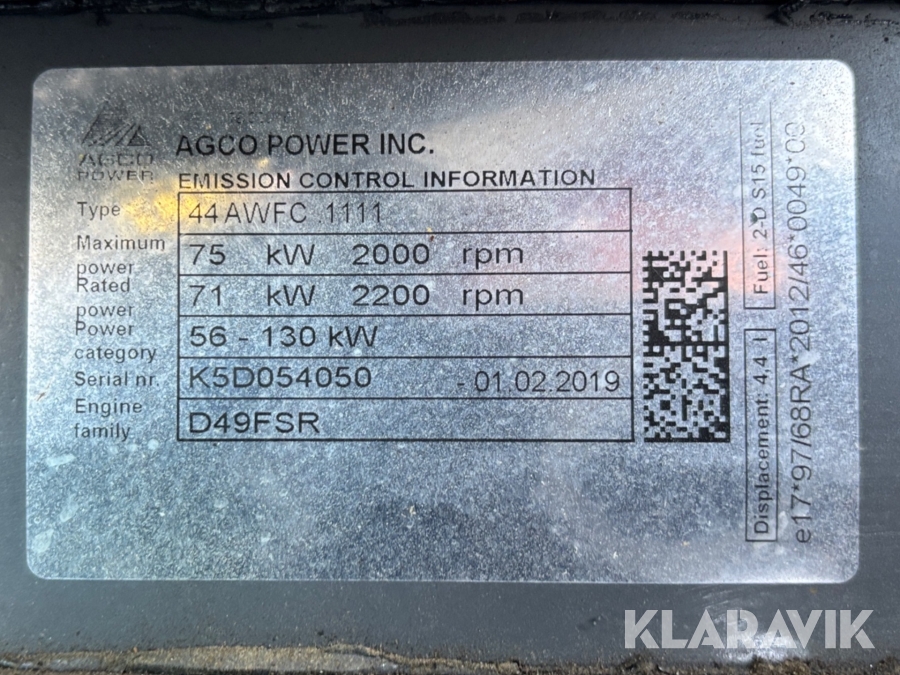 AGCO
POWER
AGCO POWER INC.
EMISSION CONTROL INFORMATION
Type 44 AWFC .1111
Maximum power 75 kW 2000 rpm
Rated power 71 kW 2200 rpm
Power category 56 - 130 kW
Serial nr. K5D054050 - 01.02.2019
Engine family D49FSR
Displacement: 4,4 l
Fuel: 2-D S15 fuel
e17*97/68RA*2012/46*0049*03
KLARAVIK